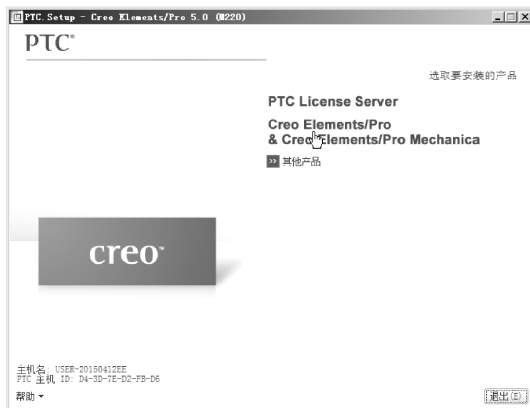 PTC.Setup - Creo Elements/Pro 5.0 (M220)
PTC®
选取要安装的产品
PTC License Server
Creo Elements/Pro
& Creo Elements/Pro Mechanica
其他产品
creo™
主机名: USER-20150412EE
PTC 主机 ID: D4-3D-7E-D2-FB-D6
帮助
退出(E)